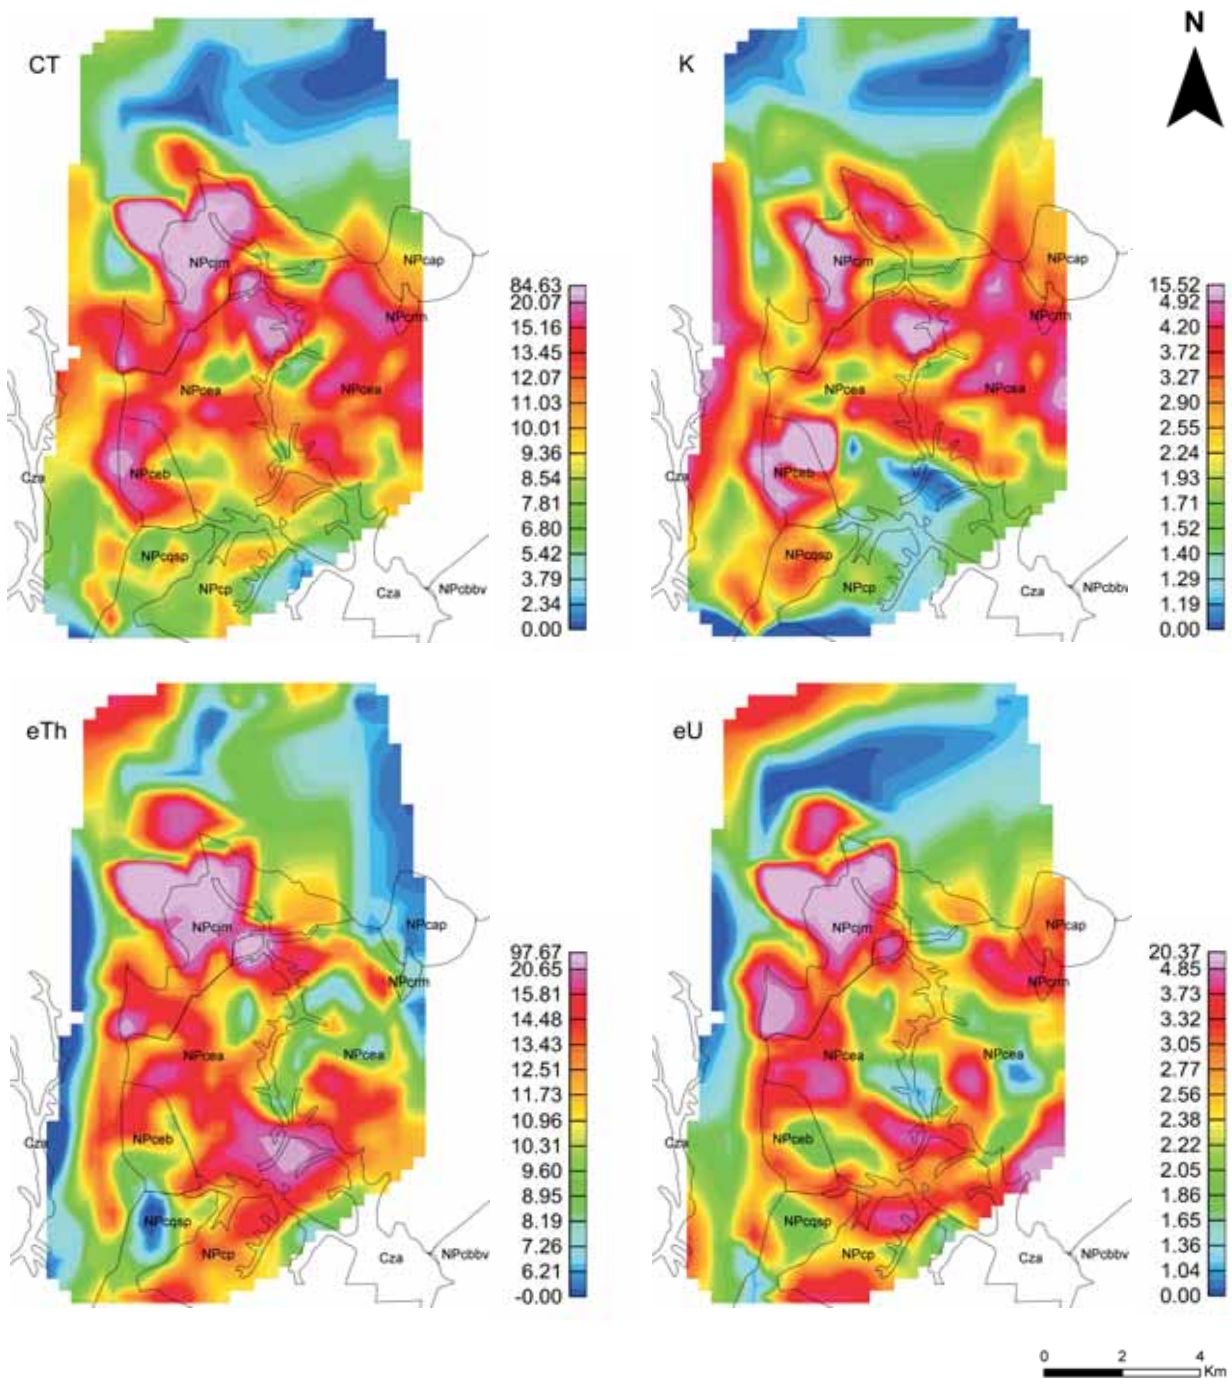 CT
NPcjm
NPcap
NPcrm
NPcea
NPcea
NPceb
Cza
NPcqsp
NPcp
Cza
NPcbbv
84.63
20.07
15.16
13.45
12.07
11.03
10.01
9.36
8.54
7.81
6.80
5.42
3.79
2.34
0.00
K
N
NPcjm
NPcap
NPcrm
NPcea
NPcea
NPceb
Cza
NPcqsp
NPcp
Cza
NPcbbv
15.52
4.92
4.20
3.72
3.27
2.90
2.55
2.24
1.93
1.71
1.52
1.40
1.29
1.19
0.00
eTh
NPcjm
NPcap
NPcrm
NPcea
NPcea
NPceb
Cza
NPcqsp
NPcp
Cza
NPcbbv
97.67
20.65
15.81
14.48
13.43
12.51
11.73
10.96
10.31
9.60
8.95
8.19
7.26
6.21
-0.00
eU
NPcjm
NPcap
NPcrm
NPcea
NPcea
NPceb
Cza
NPcqsp
NPcp
Cza
NPcbbv
20.37
4.85
3.73
3.32
3.05
2.77
2.56
2.38
2.22
2.05
1.86
1.65
1.36
1.04
0.00
0 2 4
Km